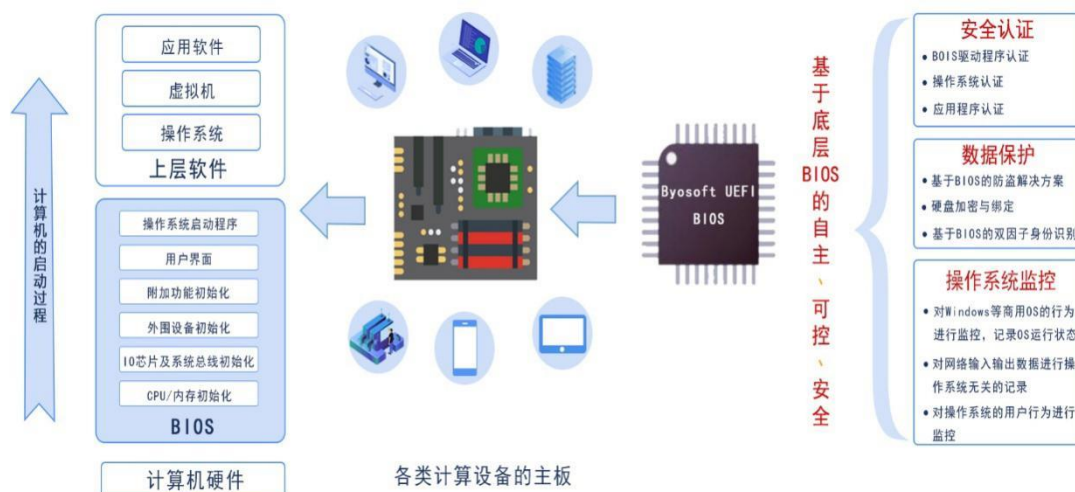 计算机的启动过程
应用软件
虚拟机
操作系统
上层软件
操作系统启动程序
用户界面
附加功能初始化
外围设备初始化
IO芯片及系统总线初始化
CPU/内存初始化
BIOS
计算机硬件
各类计算设备的主板
Byosoft UEFI
BIOS
基于底层BIOS的自主、可控、安全
安全认证
● BOIS驱动程序认证
● 操作系统认证
● 应用程序认证
数据保护
● 基于BIOS的防盗解决方案
● 硬盘加密与绑定
● 基于BIOS的双因子身份识别
操作系统监控
● 对Windows等商用OS的行为
进行监控，记录OS运行状态
● 对网络输入输出数据进行操
作系统无关的记录
● 对操作系统的用户行为进行
监控